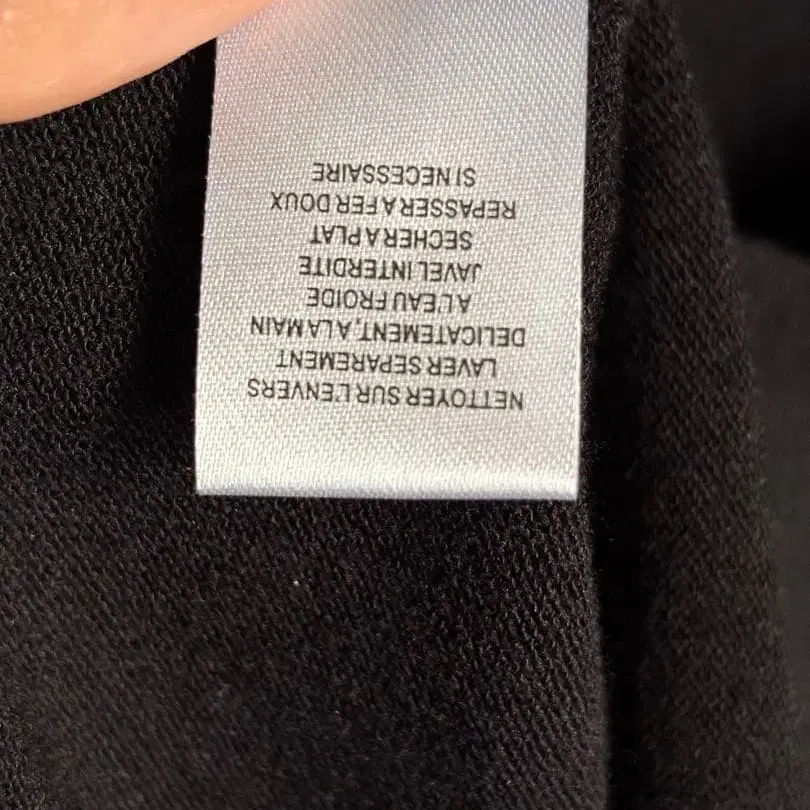 NETTOYER SUR L'ENVERS
LAVER SEPAREMENT
DELICATEMENT, A LA MAIN
A L'EAU FROIDE
JAVEL INTERDITE
SECHER A PLAT
REPASSER A FER DOUX
SI NECESSAIRE